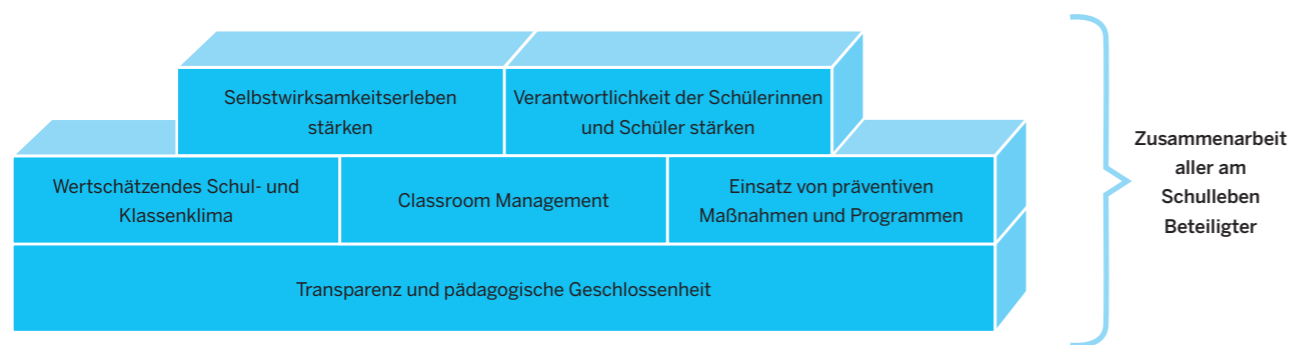 Selbstwirksamkeitserleben
stärken
Verantwortlichkeit der Schülerinnen
und Schüler stärken
Wertschätzendes Schul- und
Klassenklima
Classroom Management
Einsatz von präventiven
Maßnahmen und Programmen
Transparenz und pädagogische Geschlossenheit
Zusammenarbeit
aller am
Schulleben
Beteiligter